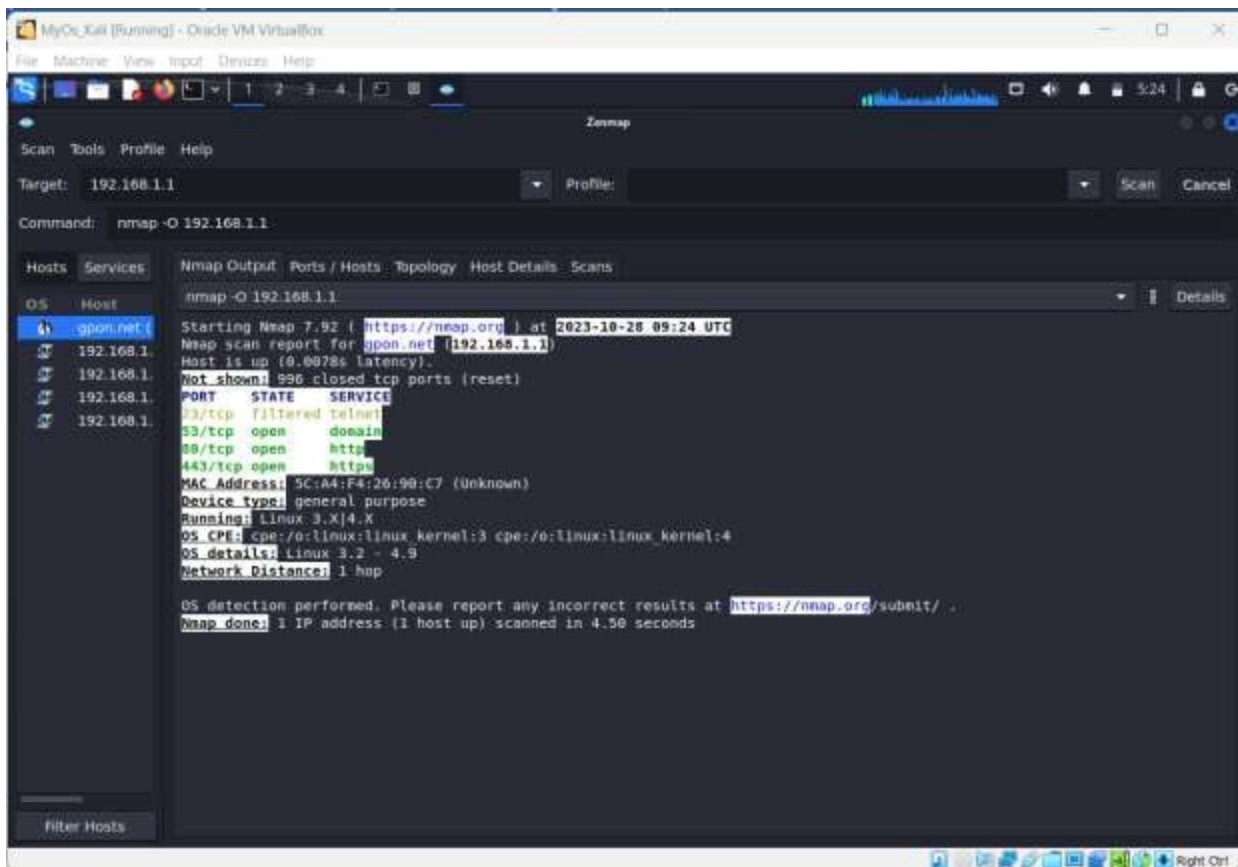 MyOs_Kali [Running] - Oracle VM VirtualBox
File Machine View Input Devices Help
1 2 3 4 5:24
Zenmap
Scan Tools Profile Help
Target: 192.168.1.1 Profile: Scan Cancel
Command: nmap -O 192.168.1.1
Hosts Services Nmap Output Ports / Hosts Topology Host Details Scans
OS Host nmap -O 192.168.1.1 Details
gpon.net (
192.168.1.
192.168.1.
192.168.1.
192.168.1.
Starting Nmap 7.92 ( https://nmap.org ) at 2023-10-28 09:24 UTC
Nmap scan report for gpon.net (192.168.1.1)
Host is up (0.0078s latency).
Not shown: 996 closed tcp ports (reset)
PORT STATE SERVICE
23/tcp filtered telnet
53/tcp open domain
80/tcp open http
443/tcp open https
MAC Address: 5C:A4:F4:26:90:C7 (Unknown)
Device type: general purpose
Running: Linux 3.X|4.X
OS CPE: cpe:/o:linux:linux_kernel:3 cpe:/o:linux:linux_kernel:4
OS details: Linux 3.2 - 4.9
Network Distance: 1 hop
OS detection performed. Please report any incorrect results at https://nmap.org/submit/ .
Nmap done: 1 IP address (1 host up) scanned in 4.50 seconds
Filter Hosts
Right Ctrl